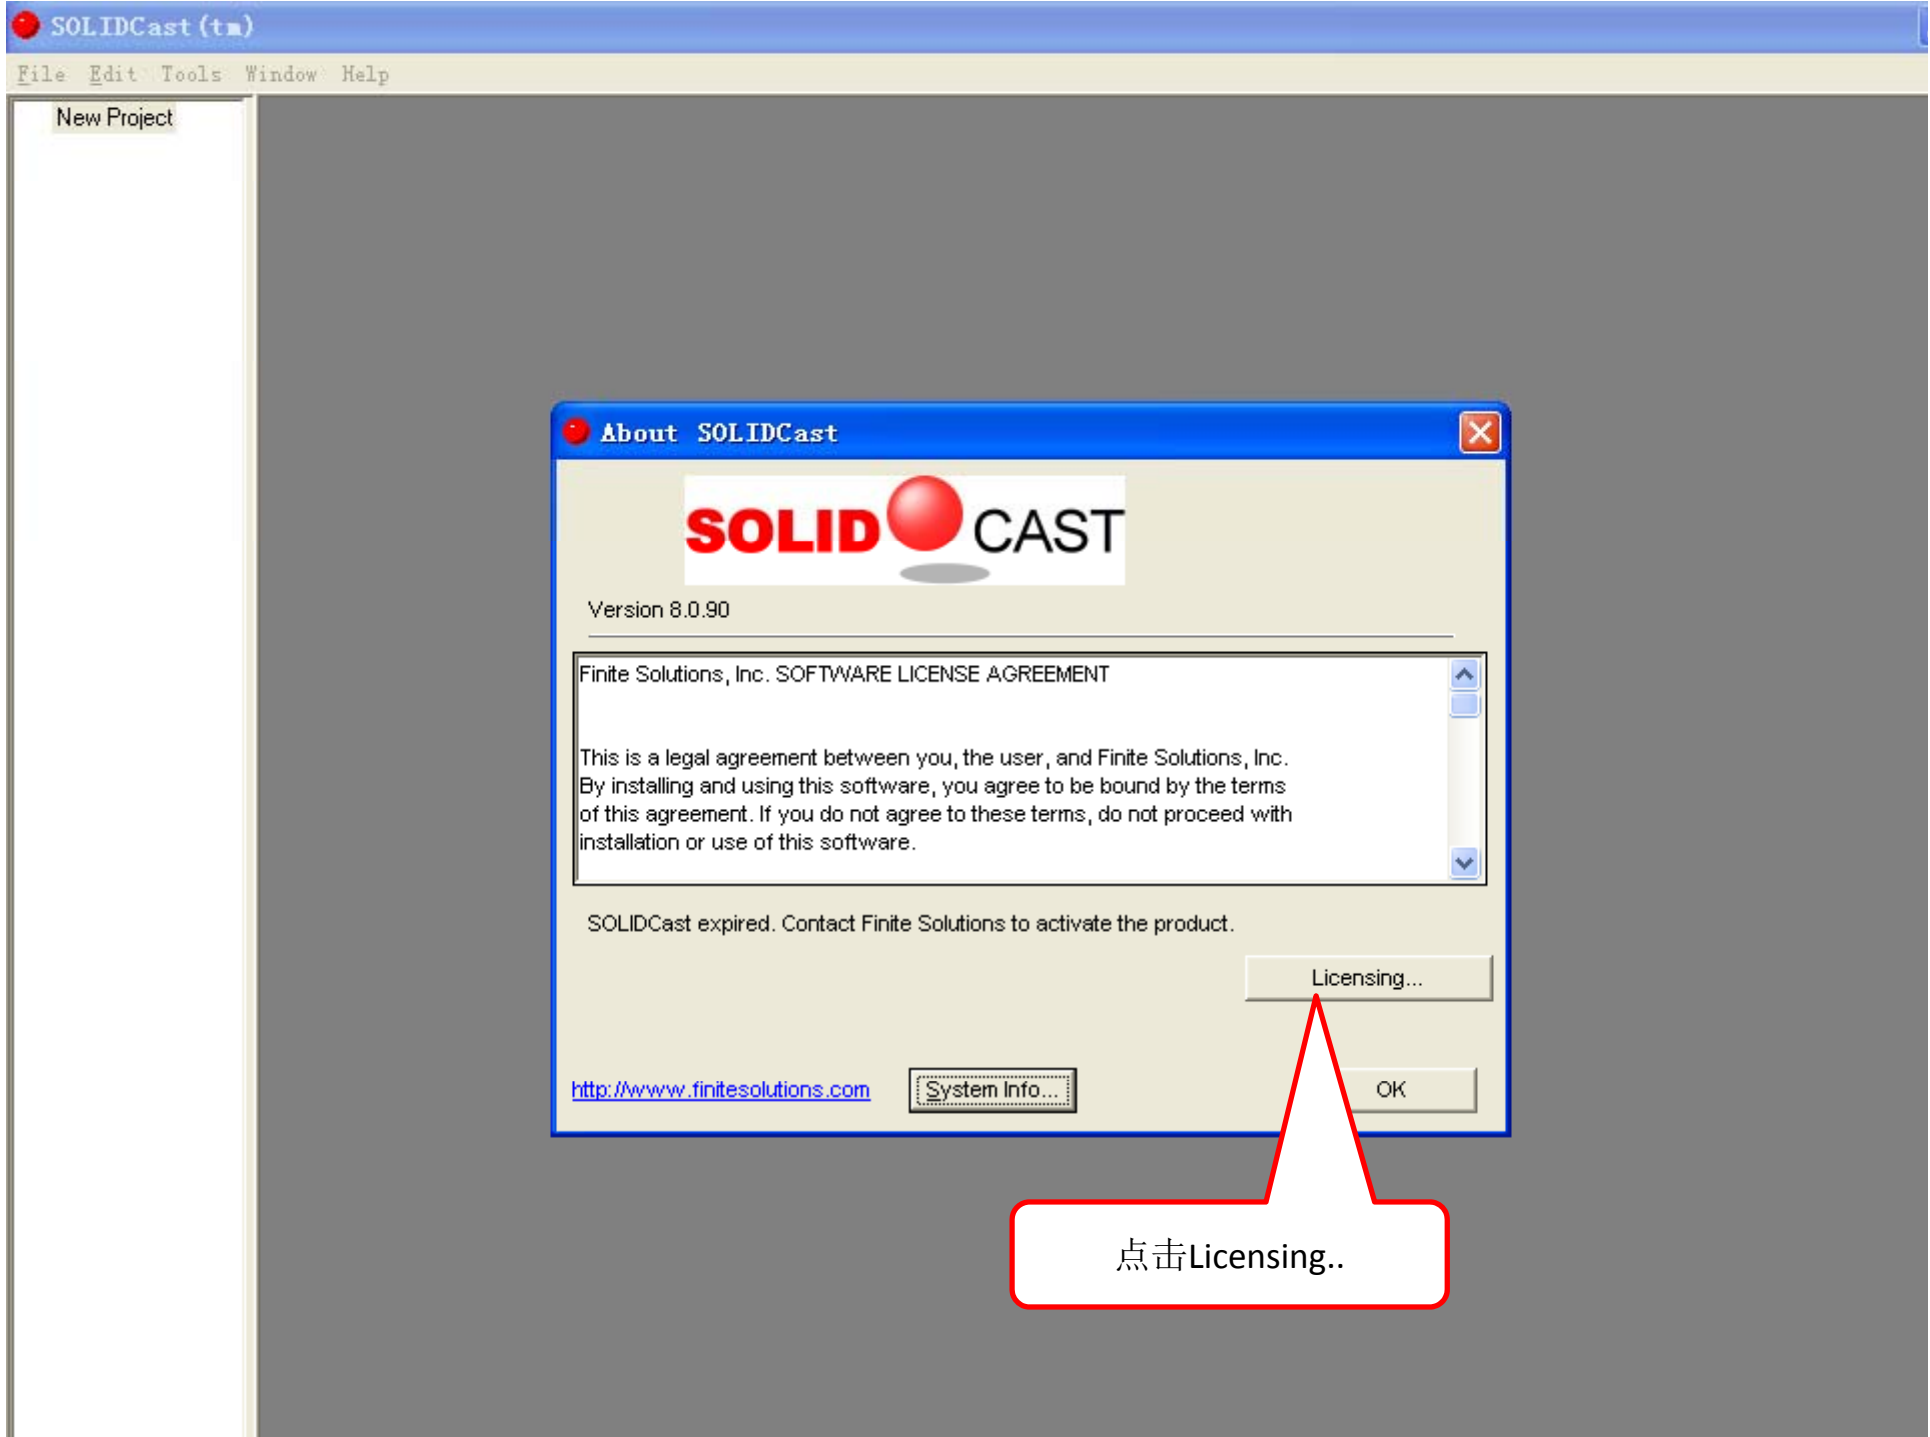 SOLIDCast(tm)
File Edit Tools Window Help
New Project
About SOLIDCast
SOLID CAST
Version 8.0.90
Finite Solutions, Inc. SOFTWARE LICENSE AGREEMENT
This is a legal agreement between you, the user, and Finite Solutions, Inc.
By installing and using this software, you agree to be bound by the terms
of this agreement. If you do not agree to these terms, do not proceed with
installation or use of this software.
SOLIDCast expired. Contact Finite Solutions to activate the product.
Licensing...
http://www.finitesolutions.com
System Info...
OK
点击Licensing..